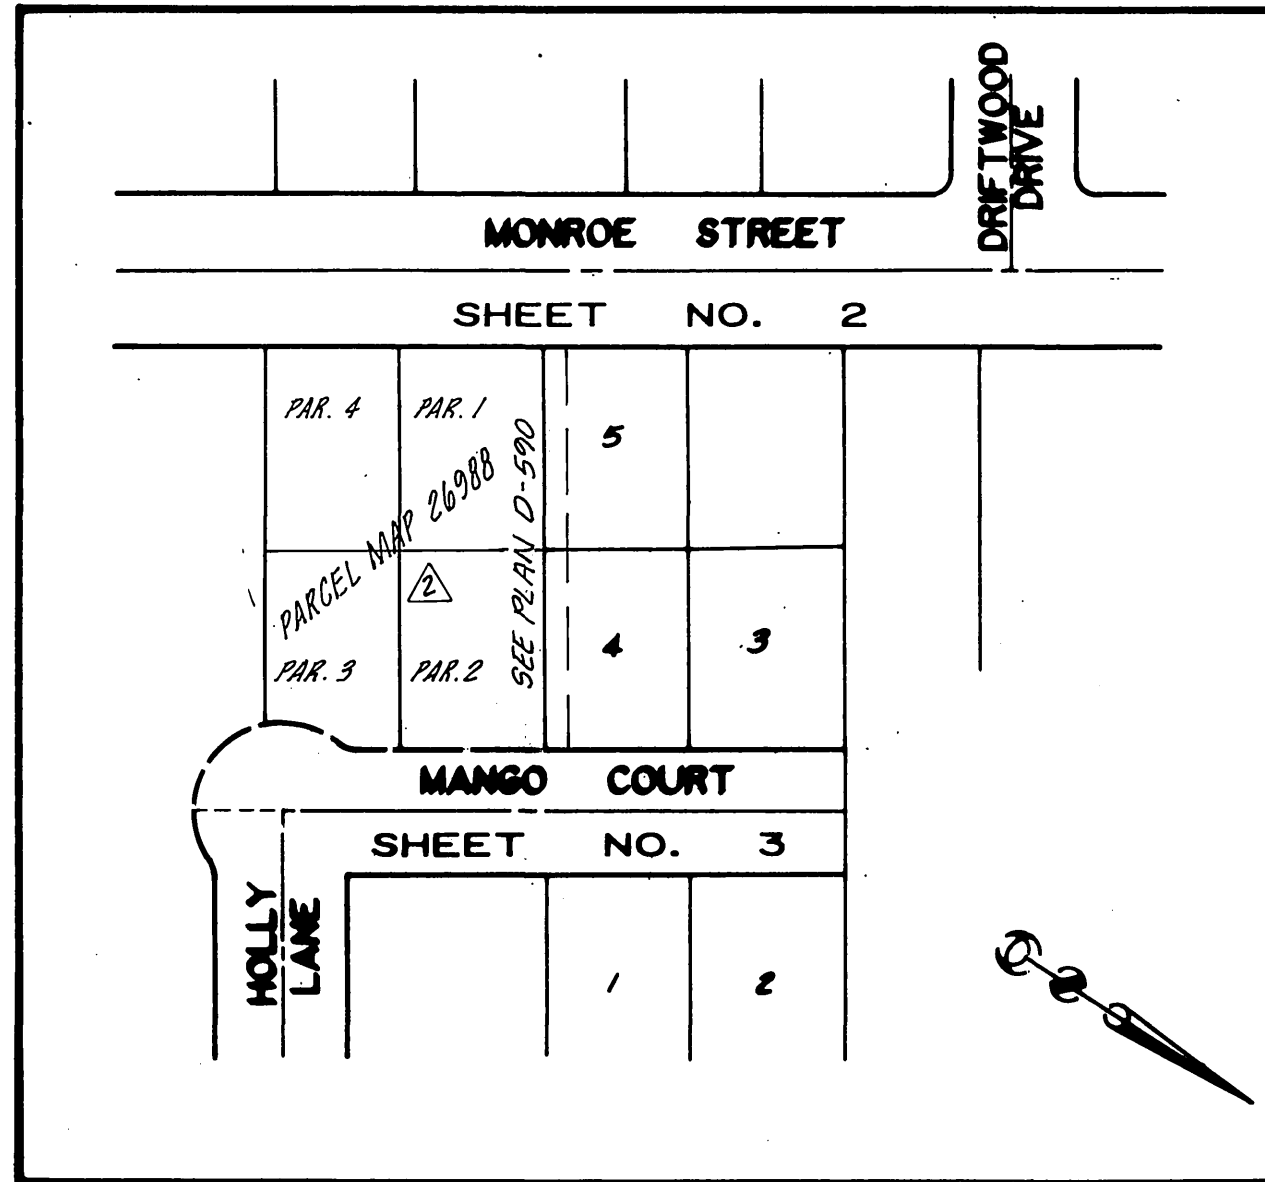 DRIFTWOOD
DRIVE
MONROE STREET
SHEET NO. 2
PAR. 4
PAR. 1
5
PARCEL MAP 26988
SEE PLAN D-590
2
PAR. 3
PAR. 2
4
3
MANGO COURT
SHEET NO. 3
HOLLY
LANE
1
2
N